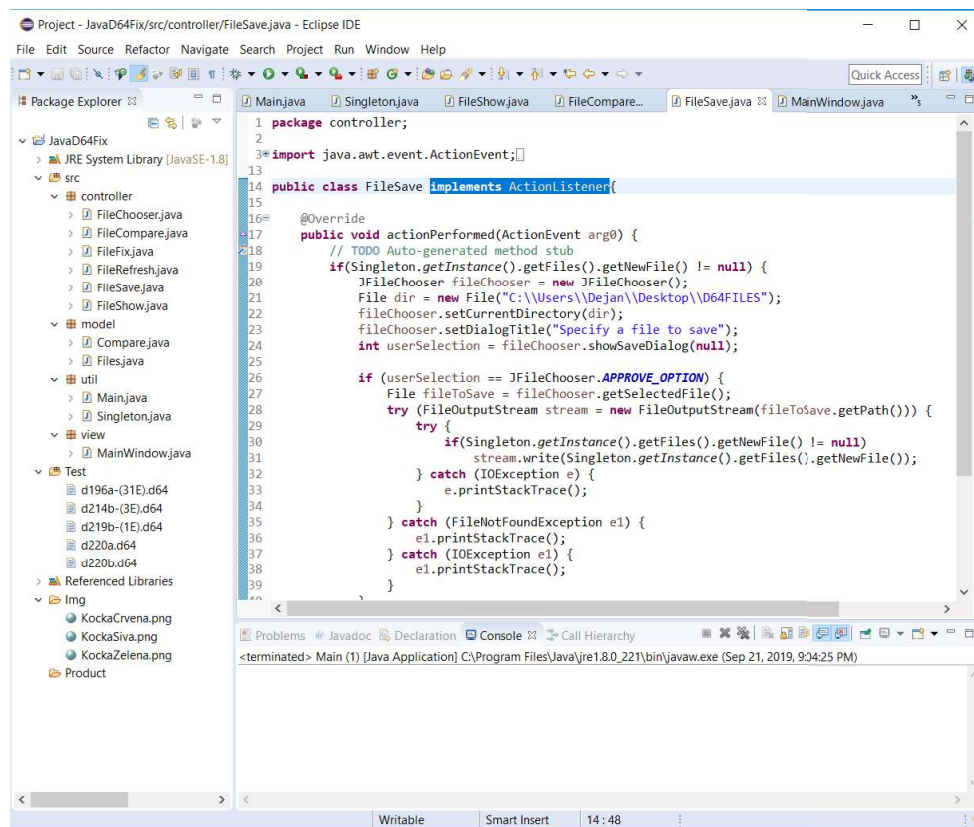 Project - JavaD64Fix/src/controller/FileSave.java - Eclipse IDE
File Edit Source Refactor Navigate Search Project Run Window Help
Quick Access
Package Explorer
JavaD64Fix
JRE System Library [JavaSE-1.8]
src
controller
FileChooser.java
FileCompare.java
FileFix.java
FileRefresh.java
FileSave.java
FileShow.java
model
Compare.java
Files.java
util
Main.java
Singleton.java
view
MainWindow.java
Test
d196a-(31E).d64
d214b-(3E).d64
d219b-(1E).d64
d220a.d64
d220b.d64
Referenced Libraries
Img
KockaCrvena.png
KockaSiva.png
KockaZelena.png
Product
Main.java Singleton.java FileShow.java FileCompare... FileSave.java MainWindow.java »5
1 package controller;
2
3 import java.awt.event.ActionEvent;
13
14 public class FileSave implements ActionListener{
15
16 @Override
17 public void actionPerformed(ActionEvent arg0) {
18 // TODO Auto-generated method stub
19 if(Singleton.getInstance().getFiles().getNewFile() != null) {
20 JFileChooser fileChooser = new JFileChooser();
21 File dir = new File("C:\\Users\\Dejan\\Desktop\\D64FILES");
22 fileChooser.setCurrentDirectory(dir);
23 fileChooser.setDialogTitle("Specify a file to save");
24 int userSelection = fileChooser.showSaveDialog(null);
25
26 if (userSelection == JFileChooser.APPROVE_OPTION) {
27 File fileToSave = fileChooser.getSelectedFile();
28 try (FileOutputStream stream = new FileOutputStream(fileToSave.getPath())) {
29 try {
30 if(Singleton.getInstance().getFiles().getNewFile() != null)
31 stream.write(Singleton.getInstance().getFiles().getNewFile());
32 } catch (IOException e) {
33 e.printStackTrace();
34 }
35 } catch (FileNotFoundException e1) {
36 e1.printStackTrace();
37 } catch (IOException e1) {
38 e1.printStackTrace();
39 }
Problems Javadoc Declaration Console Call Hierarchy
<terminated> Main (1) [Java Application] C:\Program Files\Java\jre1.8.0_221\bin\javaw.exe (Sep 21, 2019, 9:04:25 PM)
Writable Smart Insert 14 : 48